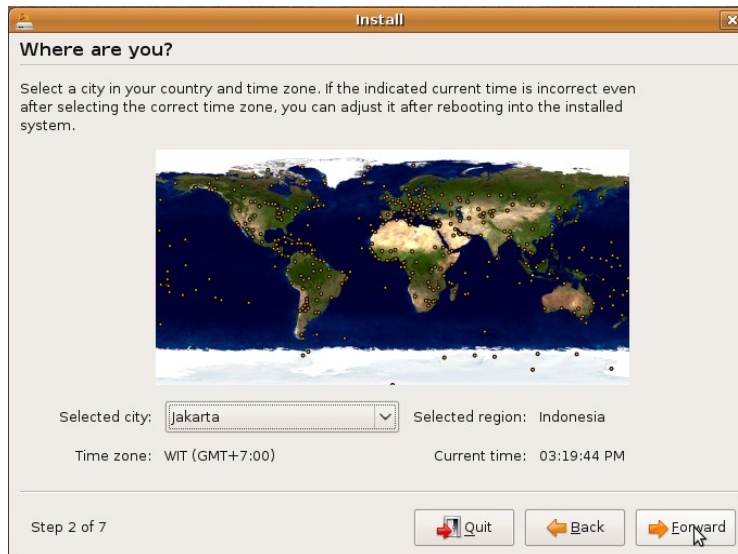 Install
Where are you?
Select a city in your country and time zone. If the indicated current time is incorrect even
after selecting the correct time zone, you can adjust it after rebooting into the installed
system.
Selected city: Jakarta Selected region: Indonesia
Time zone: WIT (GMT+7:00) Current time: 03:19:44 PM
Step 2 of 7 Quit Back Forward